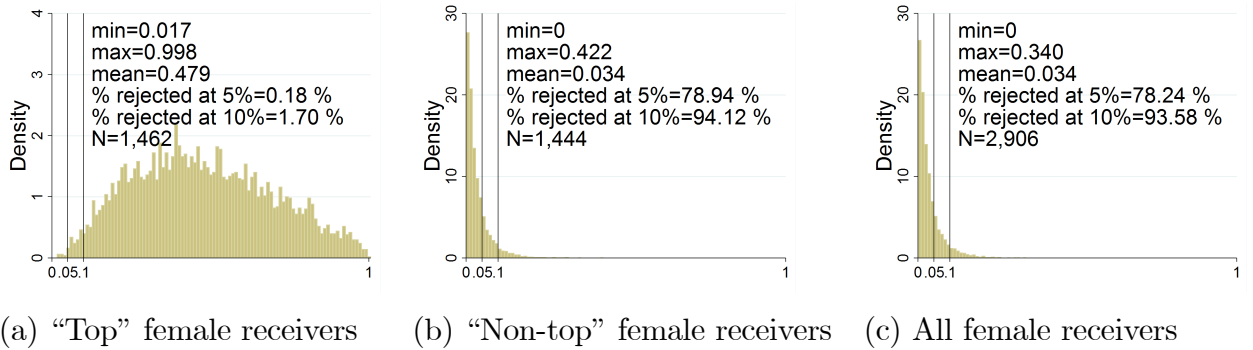 Density
4
3
2
1
0
min=0.017
max=0.998
mean=0.479
% rejected at 5%=0.18 %
% rejected at 10%=1.70 %
N=1,462
0.05.1
1
(a) “Top” female receivers
Density
30
20
10
0
min=0
max=0.422
mean=0.034
% rejected at 5%=78.94 %
% rejected at 10%=94.12 %
N=1,444
0.05.1
1
(b) “Non-top” female receivers
Density
30
20
10
0
min=0
max=0.340
mean=0.034
% rejected at 5%=78.24 %
% rejected at 10%=93.58 %
N=2,906
0.05.1
1
(c) All female receivers